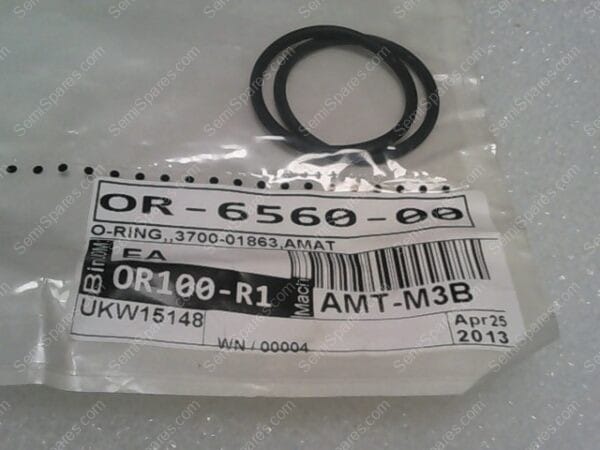 OR-6560-00
O-RING,,3700-01863,AMAT
UM EA
Bin OR100-R1 Mach AMT-M3B
UKW15148 Apr25
WN / 00004 2013
SemiSpares.com